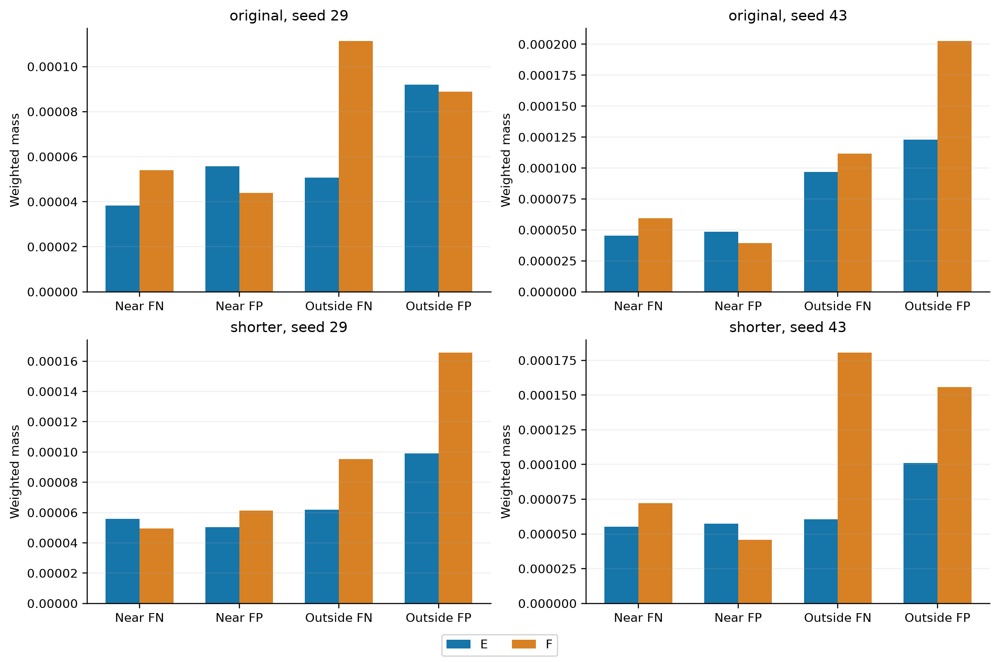 original, seed 29
Weighted mass
0.00010
0.00008
0.00006
0.00004
0.00002
0.00000
Near FN Near FP Outside FN Outside FP
original, seed 43
Weighted mass
0.000200
0.000175
0.000150
0.000125
0.000100
0.000075
0.000050
0.000025
0.000000
Near FN Near FP Outside FN Outside FP
shorter, seed 29
Weighted mass
0.00016
0.00014
0.00012
0.00010
0.00008
0.00006
0.00004
0.00002
0.00000
Near FN Near FP Outside FN Outside FP
shorter, seed 43
Weighted mass
0.000175
0.000150
0.000125
0.000100
0.000075
0.000050
0.000025
0.000000
Near FN Near FP Outside FN Outside FP
E F